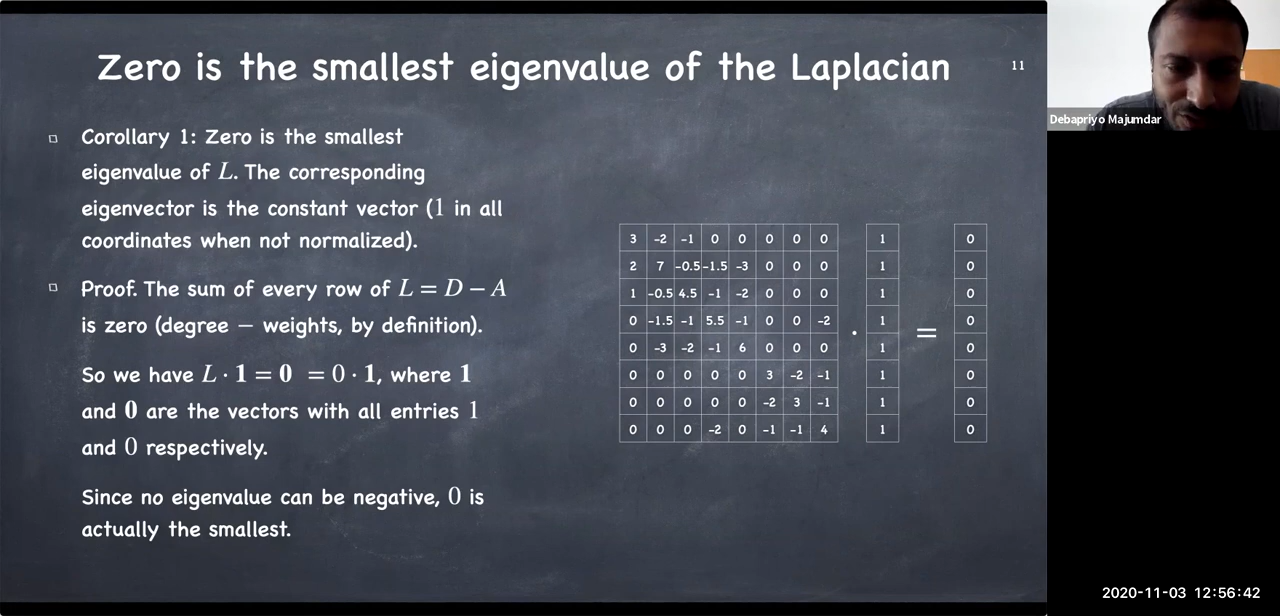 Zero is the smallest eigenvalue of the Laplacian
11
Debapriyo Majumdar
Corollary 1: Zero is the smallest
eigenvalue of L. The corresponding
eigenvector is the constant vector (1 in all
coordinates when not normalized).
Proof. The sum of every row of L = D − A
is zero (degree − weights, by definition).
So we have L · 1 = 0 = 0 · 1, where 1
and 0 are the vectors with all entries 1
and 0 respectively.
Since no eigenvalue can be negative, 0 is
actually the smallest.
3 -2 -1 0 0 0 0 0 1 0
2 7 -0.5 -1.5 -3 0 0 0 1 0
1 -0.5 4.5 -1 -2 0 0 0 1 0
0 -1.5 -1 5.5 -1 0 0 -2 · 1 = 0
0 -3 -2 -1 6 0 0 0 1 0
0 0 0 0 0 3 -2 -1 1 0
0 0 0 0 0 -2 3 -1 1 0
0 0 0 -2 0 -1 -1 4 1 0
2020-11-03 12:56:42